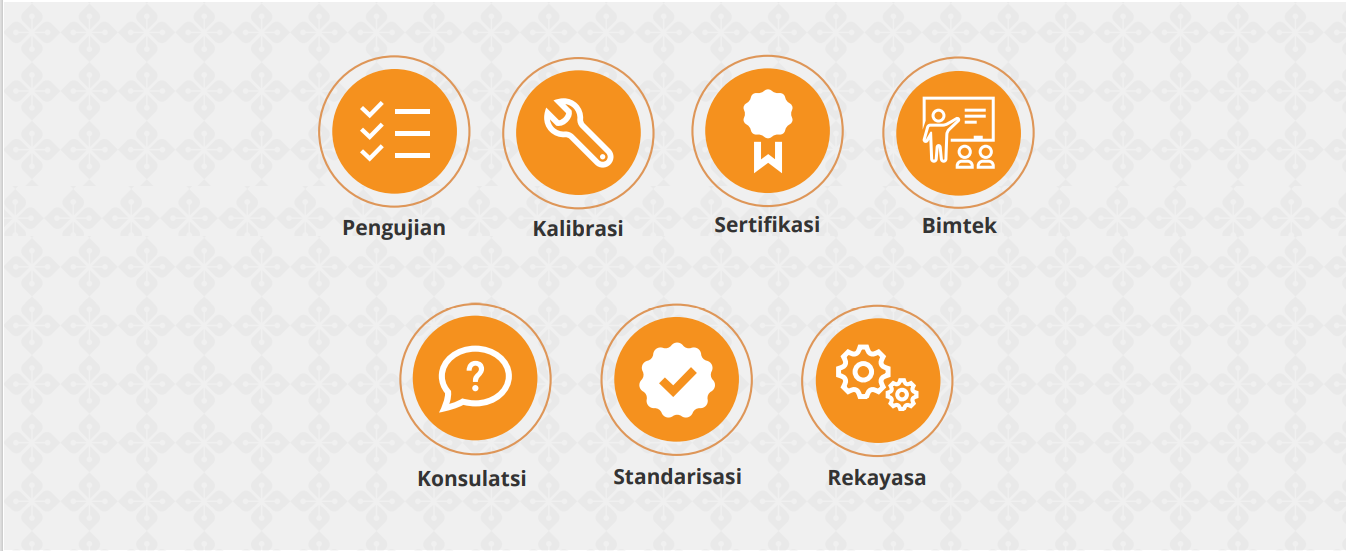 Pengujian
Kalibrasi
Sertifikasi
Bimtek
?
Konsulatsi
Standarisasi
Rekayasa